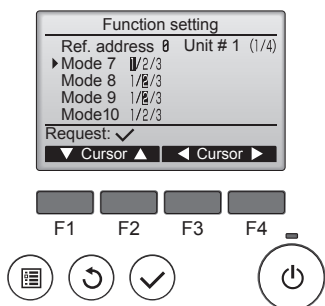 Function setting
Ref. address 0 Unit # 1 (1/4)
Mode 7 1/2/3
Mode 8 1/2/3
Mode 9 1/2/3
Mode10 1/2/3
Request: ✓
▼ Cursor ▲ ◀ Cursor ▶
F1 F2 F3 F4